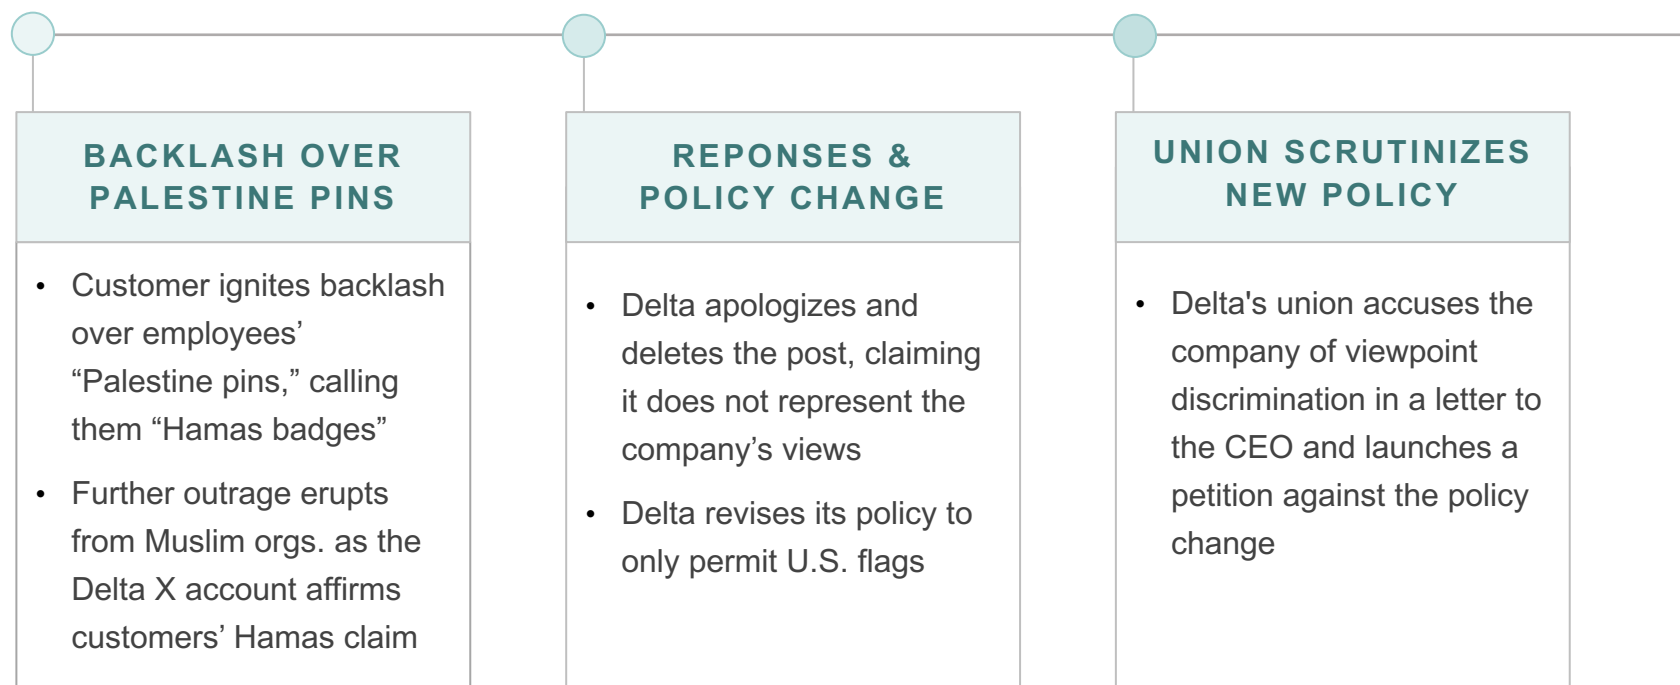 BACKLASH OVER
PALESTINE PINS
• Customer ignites backlash
over employees’
“Palestine pins,” calling
them “Hamas badges”
• Further outrage erupts
from Muslim orgs. as the
Delta X account affirms
customers’ Hamas claim
REPONSES &
POLICY CHANGE
• Delta apologizes and
deletes the post, claiming
it does not represent the
company’s views
• Delta revises its policy to
only permit U.S. flags
UNION SCRUTINIZES
NEW POLICY
• Delta's union accuses the
company of viewpoint
discrimination in a letter to
the CEO and launches a
petition against the policy
change